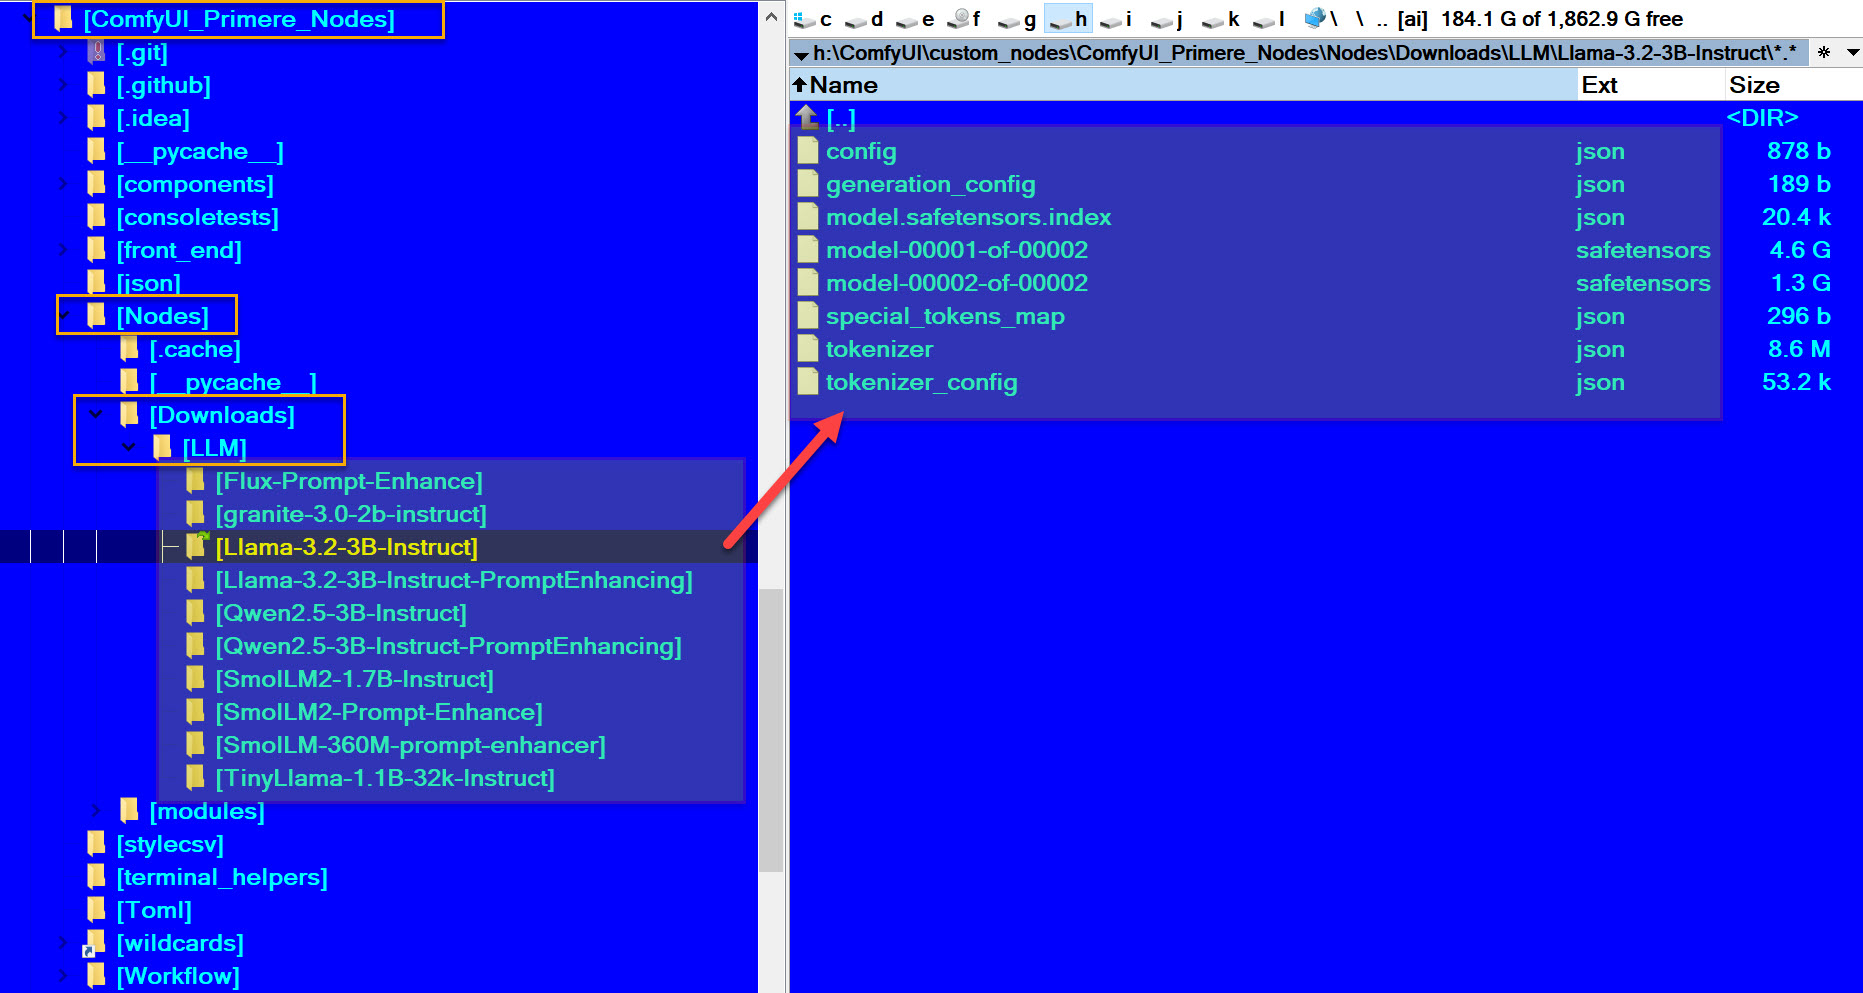 [ComfyUI_Primere_Nodes]
[.git]
[.github]
[.idea]
[__pycache__]
[components]
[consoletests]
[front_end]
[json]
[Nodes]
[.cache]
[__pycache__]
[Downloads]
[LLM]
[Flux-Prompt-Enhance]
[granite-3.0-2b-instruct]
[Llama-3.2-3B-Instruct]
[Llama-3.2-3B-Instruct-PromptEnhancing]
[Qwen2.5-3B-Instruct]
[Qwen2.5-3B-Instruct-PromptEnhancing]
[SmolLM2-1.7B-Instruct]
[SmolLM2-Prompt-Enhance]
[SmolLM-360M-prompt-enhancer]
[TinyLlama-1.1B-32k-Instruct]
[modules]
[stylecsv]
[terminal_helpers]
[Toml]
[wildcards]
[Workflow]
c d e f g h i j k l \ \ .. [ai] 184.1 G of 1,862.9 G free
h:\ComfyUI\custom_nodes\ComfyUI_Primere_Nodes\Nodes\Downloads\LLM\Llama-3.2-3B-Instruct\*.* *
Name Ext Size
[..] <DIR>
config json 878 b
generation_config json 189 b
model.safetensors.index json 20.4 k
model-00001-of-00002 safetensors 4.6 G
model-00002-of-00002 safetensors 1.3 G
special_tokens_map json 296 b
tokenizer json 8.6 M
tokenizer_config json 53.2 k